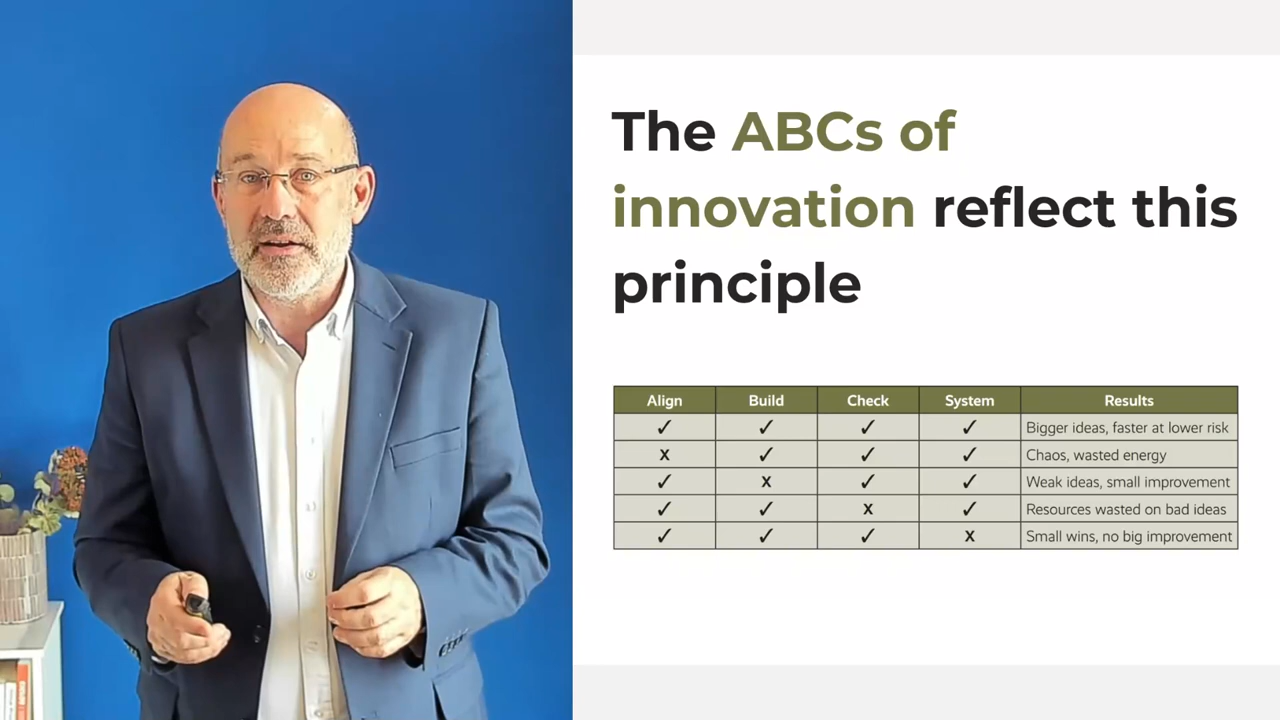 The ABCs of
innovation reflect this
principle
Align Build Check System Results
✓ ✓ ✓ ✓ Bigger ideas, faster at lower risk
x ✓ ✓ ✓ Chaos, wasted energy
✓ x ✓ ✓ Weak ideas, small improvement
✓ ✓ x ✓ Resources wasted on bad ideas
✓ ✓ ✓ x Small wins, no big improvement